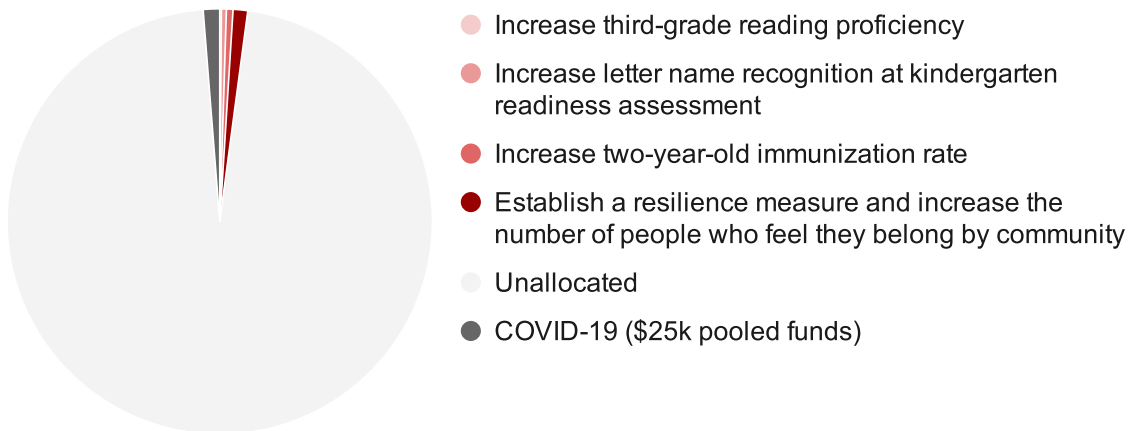 Increase third-grade reading proficiency
Increase letter name recognition at kindergarten
readiness assessment
Increase two-year-old immunization rate
Establish a resilience measure and increase the
number of people who feel they belong by community
Unallocated
COVID-19 ($25k pooled funds)